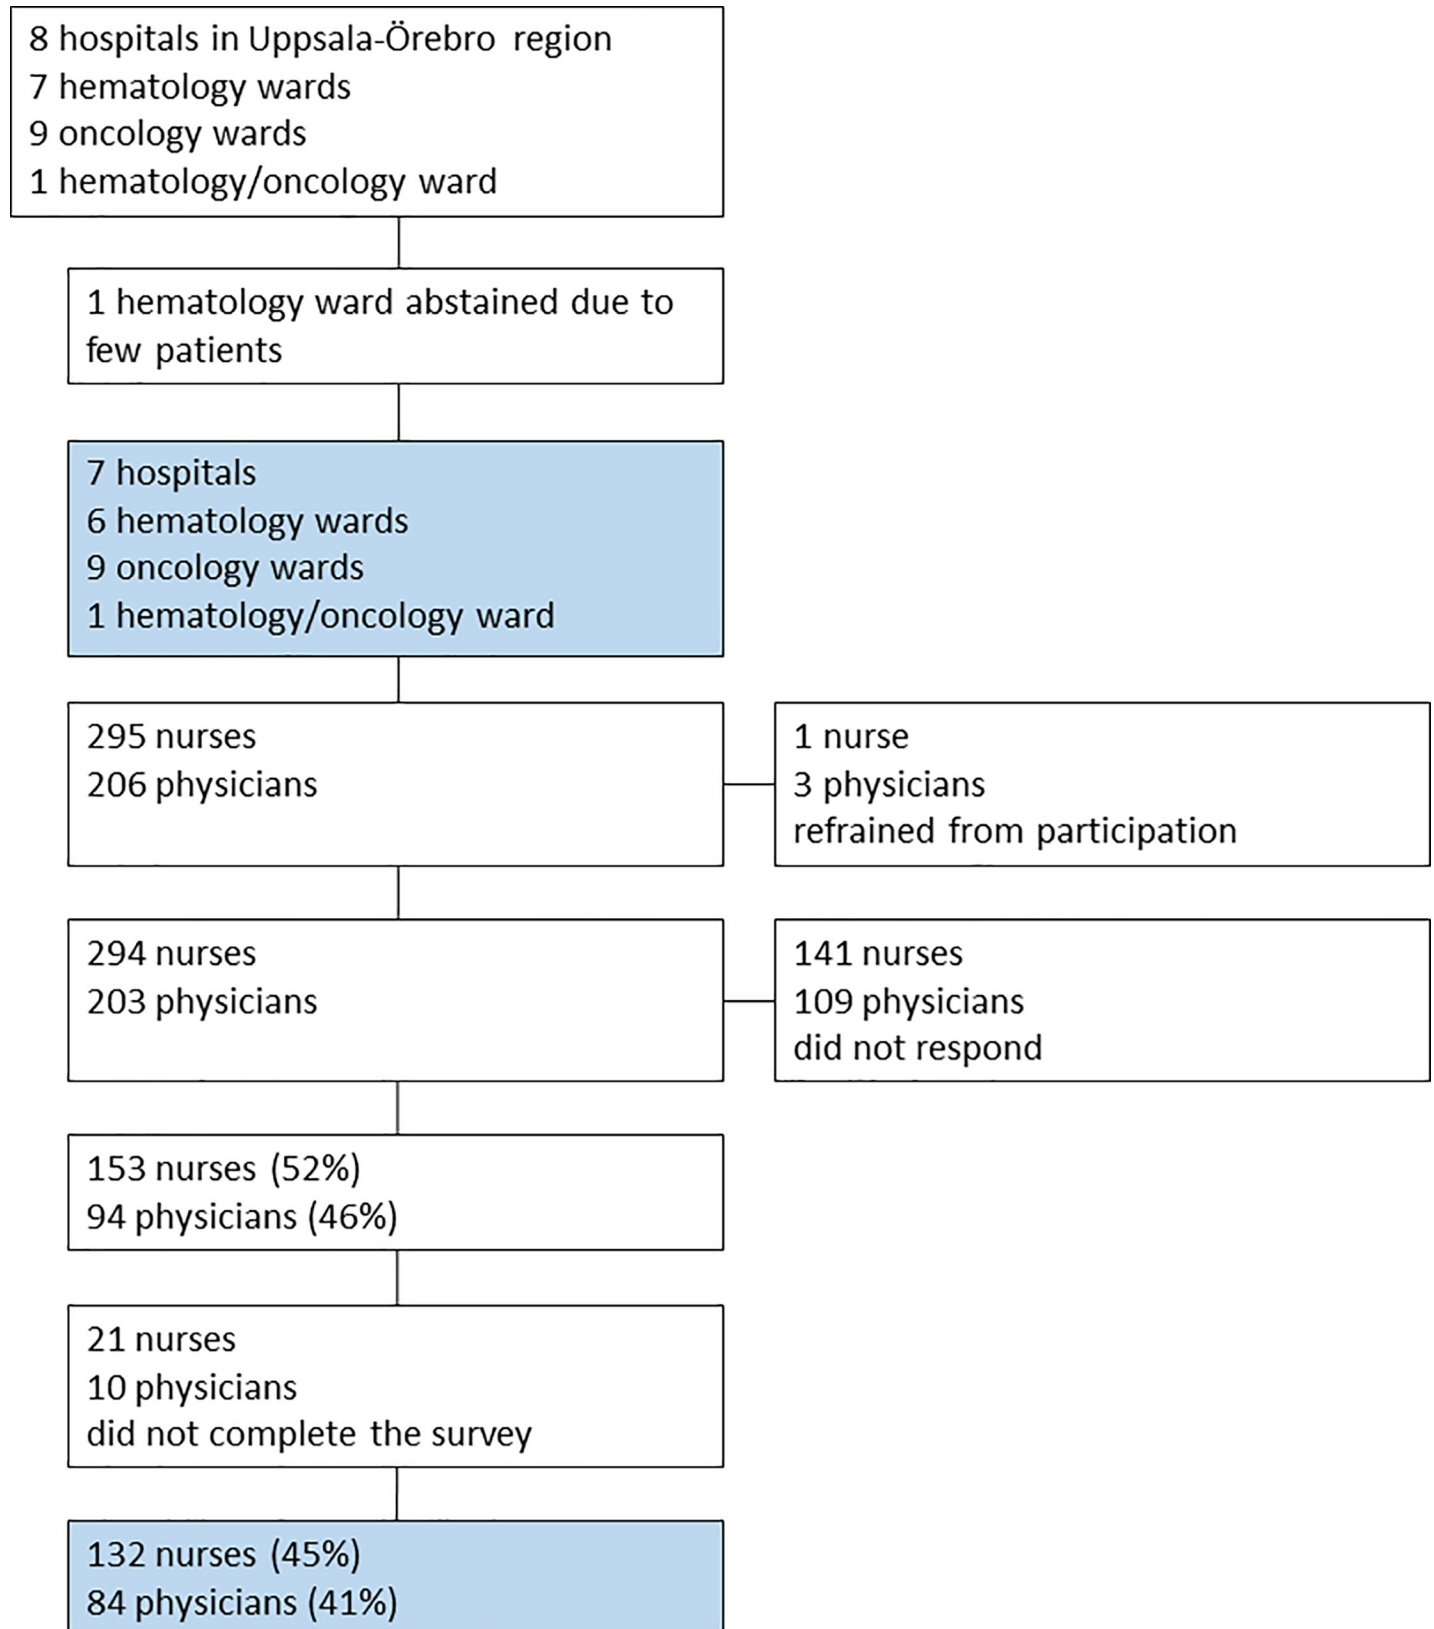 8 hospitals in Uppsala-Örebro region
7 hematology wards
9 oncology wards
1 hematology/oncology ward
1 hematology ward abstained due to
few patients
7 hospitals
6 hematology wards
9 oncology wards
1 hematology/oncology ward
295 nurses
206 physicians
1 nurse
3 physicians
refrained from participation
294 nurses
203 physicians
141 nurses
109 physicians
did not respond
153 nurses (52%)
94 physicians (46%)
21 nurses
10 physicians
did not complete the survey
132 nurses (45%)
84 physicians (41%)